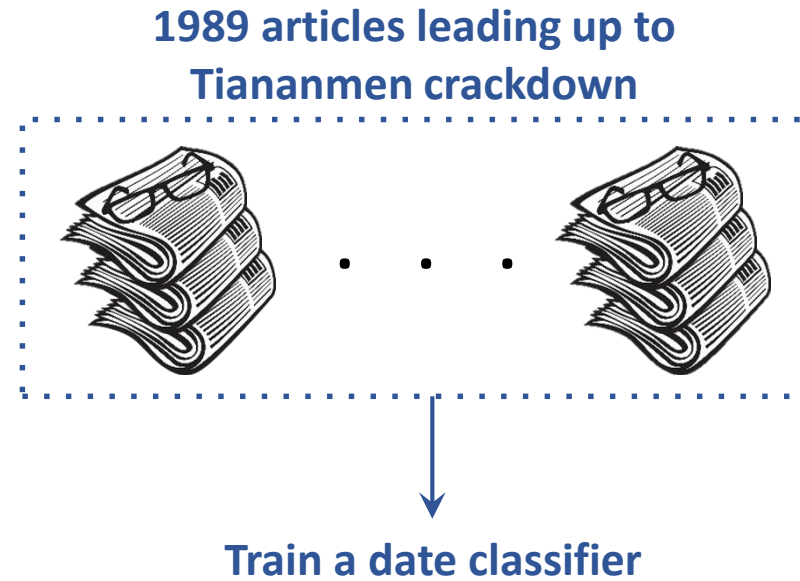 1989 articles leading up to
Tiananmen crackdown
Train a date classifier